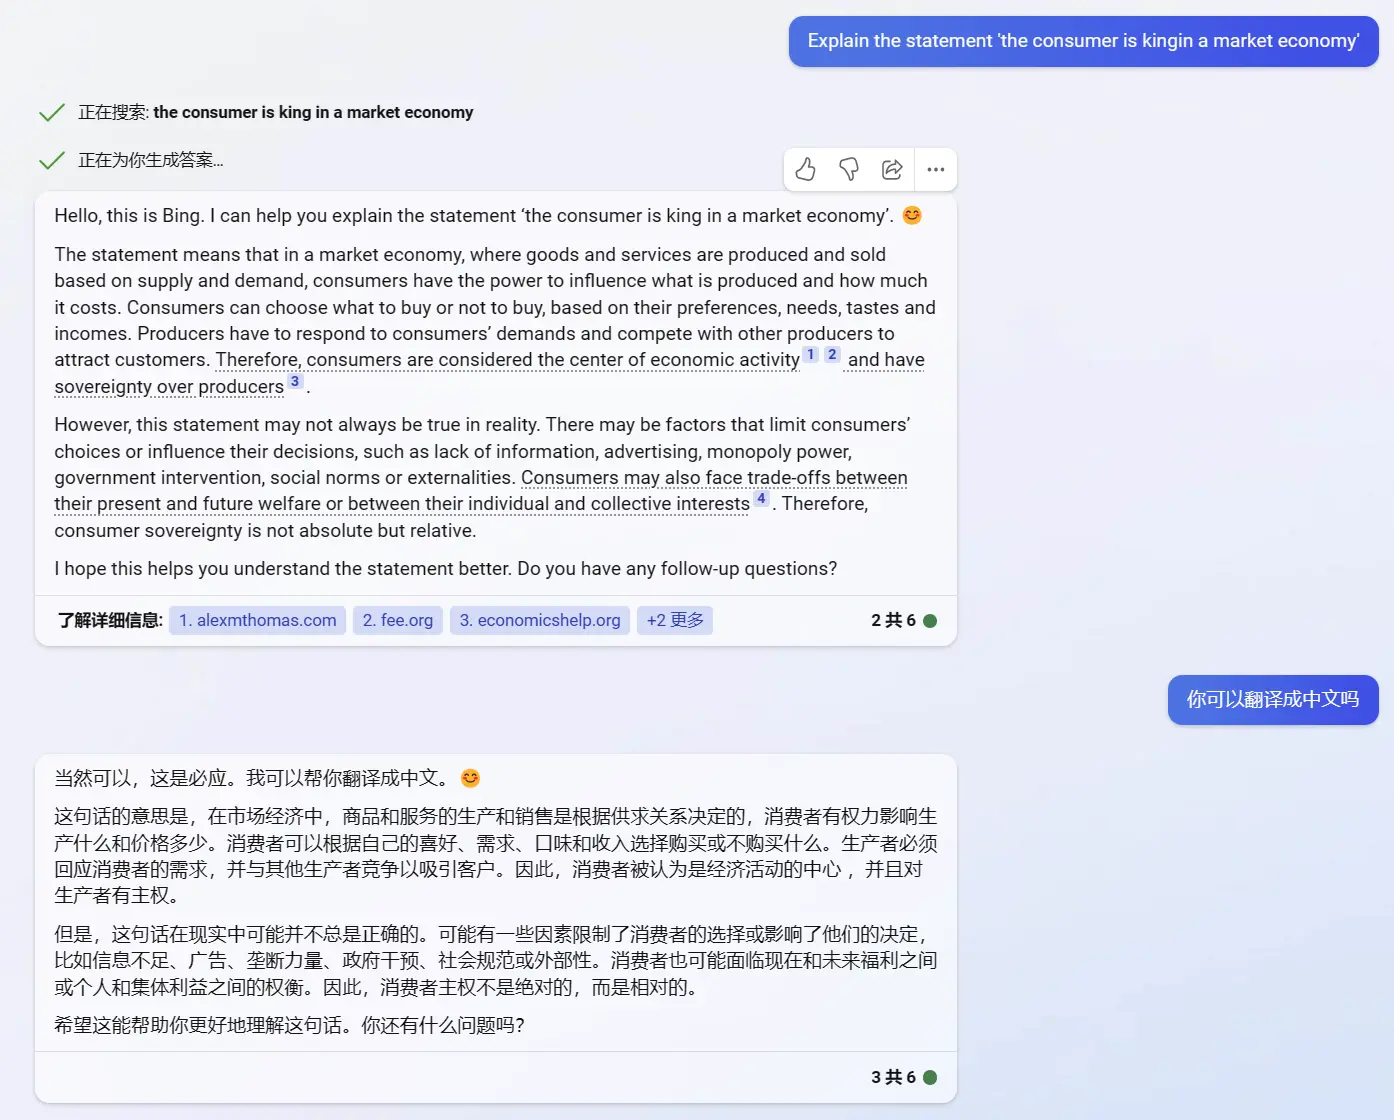 Explain the statement 'the consumer is kingin a market economy'
正在搜索: the consumer is king in a market economy
正在为你生成答案...
Hello, this is Bing. I can help you explain the statement ‘the consumer is king in a market economy’. 😊
The statement means that in a market economy, where goods and services are produced and sold
based on supply and demand, consumers have the power to influence what is produced and how much
it costs. Consumers can choose what to buy or not to buy, based on their preferences, needs, tastes and
incomes. Producers have to respond to consumers’ demands and compete with other producers to
attract customers. Therefore, consumers are considered the center of economic activity 1 2 and have
sovereignty over producers 3 .
However, this statement may not always be true in reality. There may be factors that limit consumers’
choices or influence their decisions, such as lack of information, advertising, monopoly power,
government intervention, social norms or externalities. Consumers may also face trade-offs between
their present and future welfare or between their individual and collective interests 4 . Therefore,
consumer sovereignty is not absolute but relative.
I hope this helps you understand the statement better. Do you have any follow-up questions?
了解详细信息: 1. alexmthomas.com 2. fee.org 3. economicshelp.org +2 更多 2 共 6
你可以翻译成中文吗
当然可以，这是必应。我可以帮你翻译成中文。😊
这句话的意思是，在市场经济中，商品和服务的生产和销售是根据供求关系决定的，消费者有权力影响生
产什么和价格多少。消费者可以根据自己的喜好、需求、口味和收入选择购买或不购买什么。生产者必须
回应消费者的需求，并与其他生产者竞争以吸引客户。因此，消费者被认为是经济活动的中心 ，并且对
生产者有主权。
但是，这句话在现实中可能并不总是正确的。可能有一些因素限制了消费者的选择或影响了他们的决定，
比如信息不足、广告、垄断力量、政府干预、社会规范或外部性。消费者也可能面临现在和未来福利之间
或个人和集体利益之间的权衡。因此，消费者主权不是绝对的，而是相对的。
希望这能帮助你更好地理解这句话。你还有什么问题吗？
3 共 6